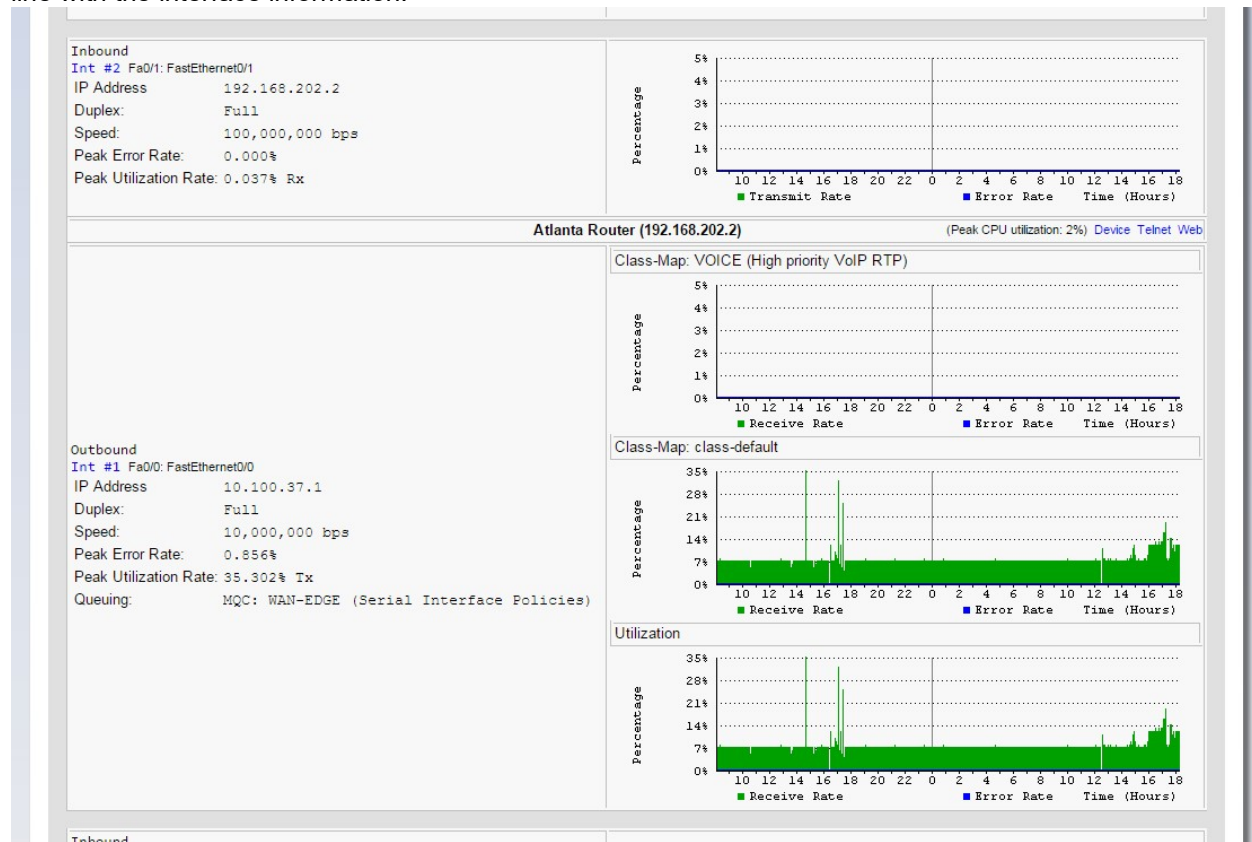 Inbound
Int #2 Fa0/1: FastEthernet0/1
IP Address 192.168.202.2
Duplex: Full
Speed: 100,000,000 bps
Peak Error Rate: 0.000%
Peak Utilization Rate: 0.037% Rx
5%
4%
3%
2%
1%
0%
Percentage
10 12 14 16 18 20 22 0 2 4 6 8 10 12 14 16 18
Transmit Rate Error Rate Time (Hours)
Atlanta Router (192.168.202.2) (Peak CPU utilization: 2%) Device Telnet Web
Outbound
Int #1 Fa0/0: FastEthernet0/0
IP Address 10.100.37.1
Duplex: Full
Speed: 10,000,000 bps
Peak Error Rate: 0.856%
Peak Utilization Rate: 35.302% Tx
Queuing: MQC: WAN-EDGE (Serial Interface Policies)
Class-Map: VOICE (High priority VoIP RTP)
5%
4%
3%
2%
1%
0%
Percentage
10 12 14 16 18 20 22 0 2 4 6 8 10 12 14 16 18
Receive Rate Error Rate Time (Hours)
Class-Map: class-default
35%
28%
21%
14%
7%
0%
Percentage
10 12 14 16 18 20 22 0 2 4 6 8 10 12 14 16 18
Receive Rate Error Rate Time (Hours)
Utilization
35%
28%
21%
14%
7%
0%
Percentage
10 12 14 16 18 20 22 0 2 4 6 8 10 12 14 16 18
Receive Rate Error Rate Time (Hours)
Inbound